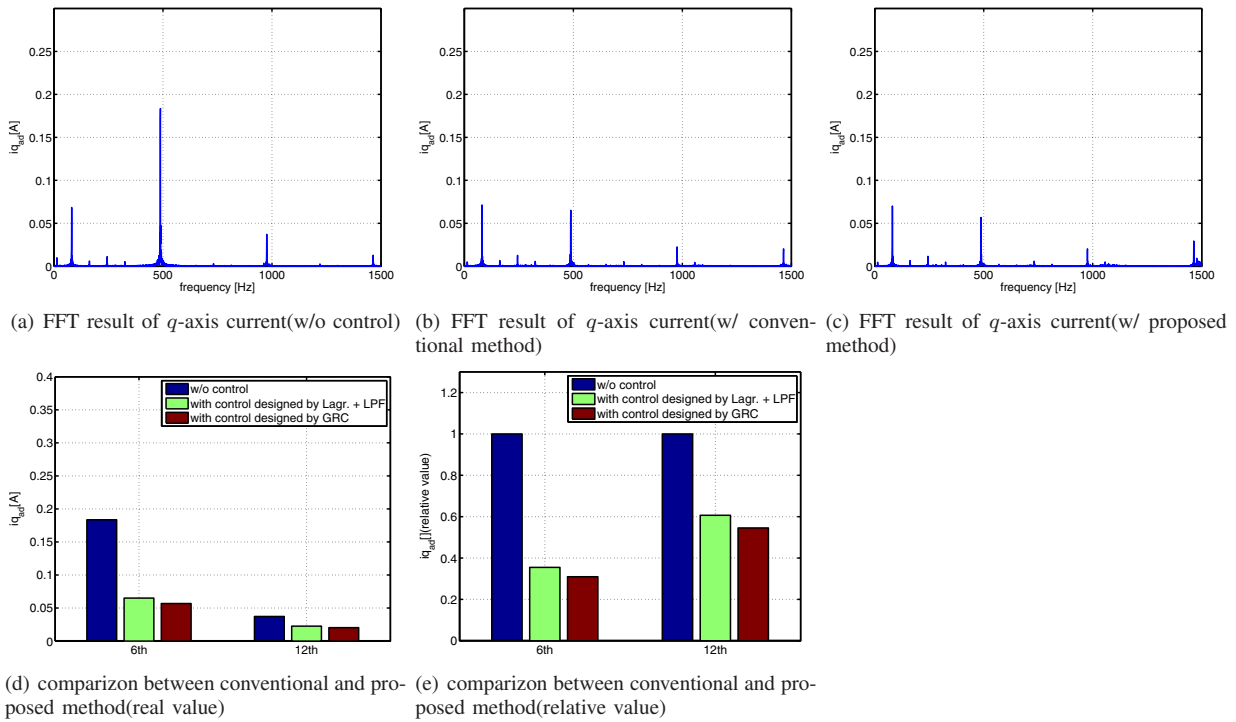 0.25
0.2
0.15
0.1
0.05
0
iq_ad[A]
0 500 1000 1500
frequency [Hz]
(a) FFT result of q-axis current(w/o control)
0.25
0.2
0.15
0.1
0.05
0
iq_ad[A]
0 500 1000 1500
frequency [Hz]
(b) FFT result of q-axis current(w/ conven-
tional method)
0.25
0.2
0.15
0.1
0.05
0
iq_ad[A]
0 500 1000 1500
frequency [Hz]
(c) FFT result of q-axis current(w/ proposed
method)
0.4
0.35
0.3
0.25
0.2
0.15
0.1
0.05
0
iq_ad[A]
w/o control
with control designed by Lagr. + LPF
with control designed by GRC
6th 12th
(d) comparizon between conventional and pro-
posed method(real value)
1.2
1
0.8
0.6
0.4
0.2
0
iq_ad[](relative value)
w/o control
with control designed by Lagr. + LPF
with control designed by GRC
6th 12th
(e) comparizon between conventional and pro-
posed method(relative value)